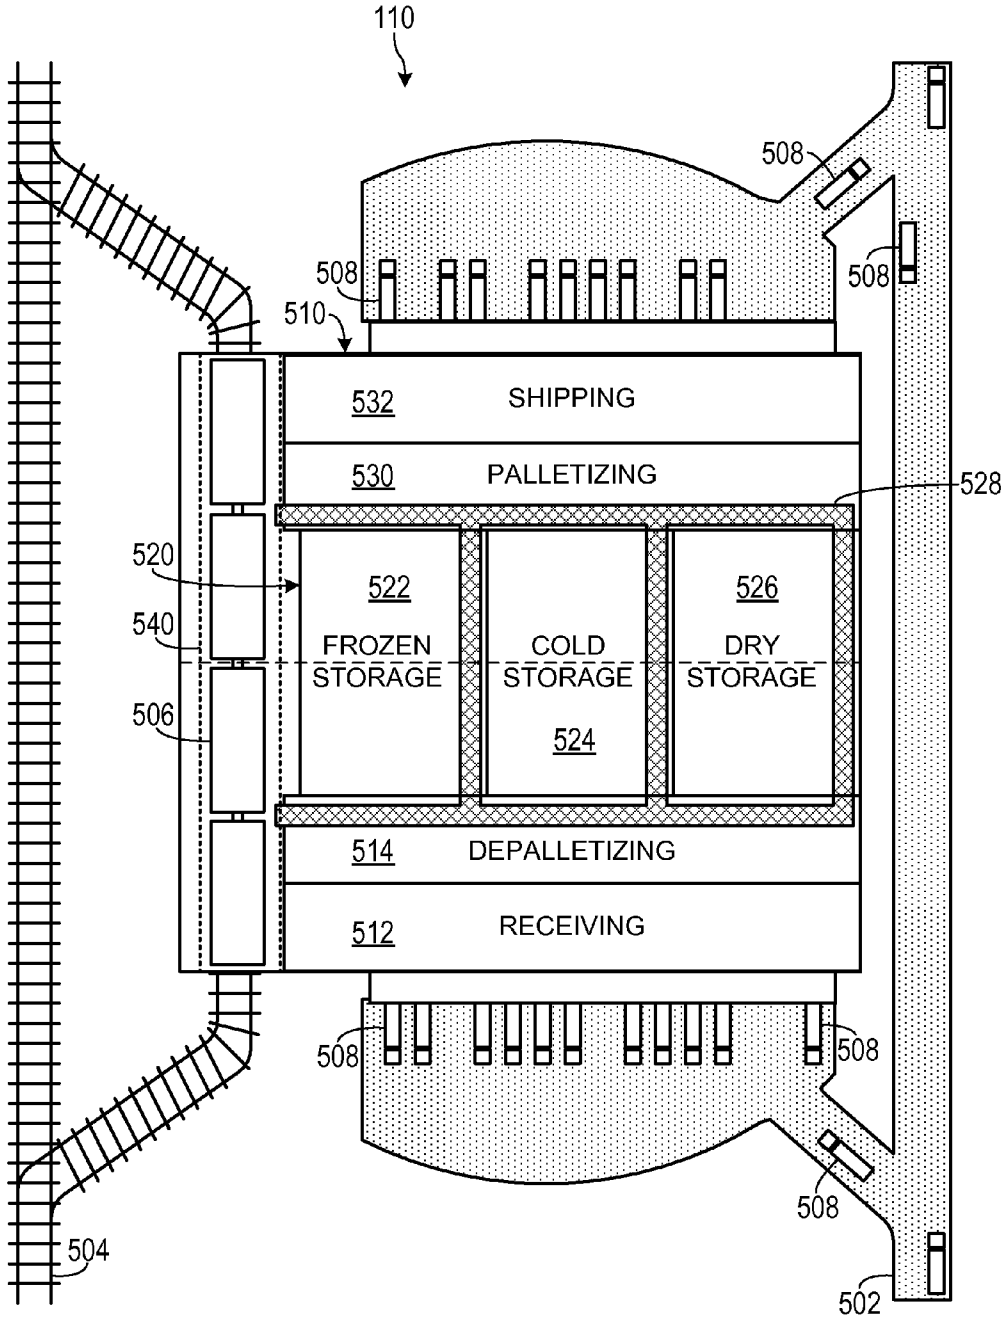 110
508
508
508
510
532 SHIPPING
530 PALLETIZING
528
520
522
526
540
FROZEN
STORAGE
COLD
STORAGE
DRY
STORAGE
506
524
514 DEPALLETIZING
512 RECEIVING
508
508
508
504
502